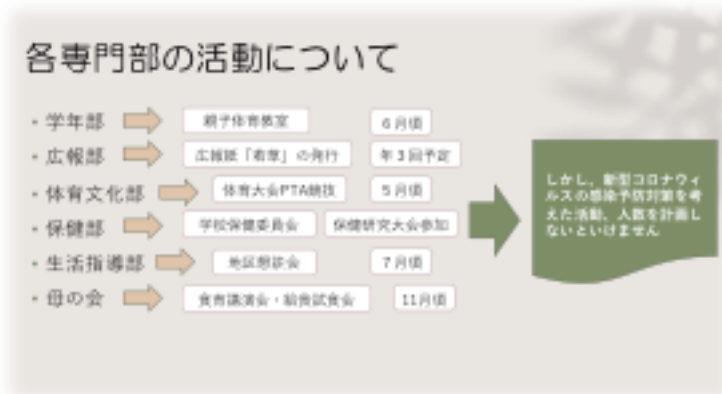 各専門部の活動について
・学年部 親子体育教室 6月頃
・広報部 広報紙「若草」の発行 年3回予定
・体育文化部 体育大会PTA競技 5月頃
・保健部 学校保健委員会 保健研究大会参加
・生活指導部 地区懇談会 7月頃
・母の会 食育講演会・給食試食会 11月頃
しかし、新型コロナウィ
ルスの感染予防対策を考
えた活動、人数を計画し
ないといけません